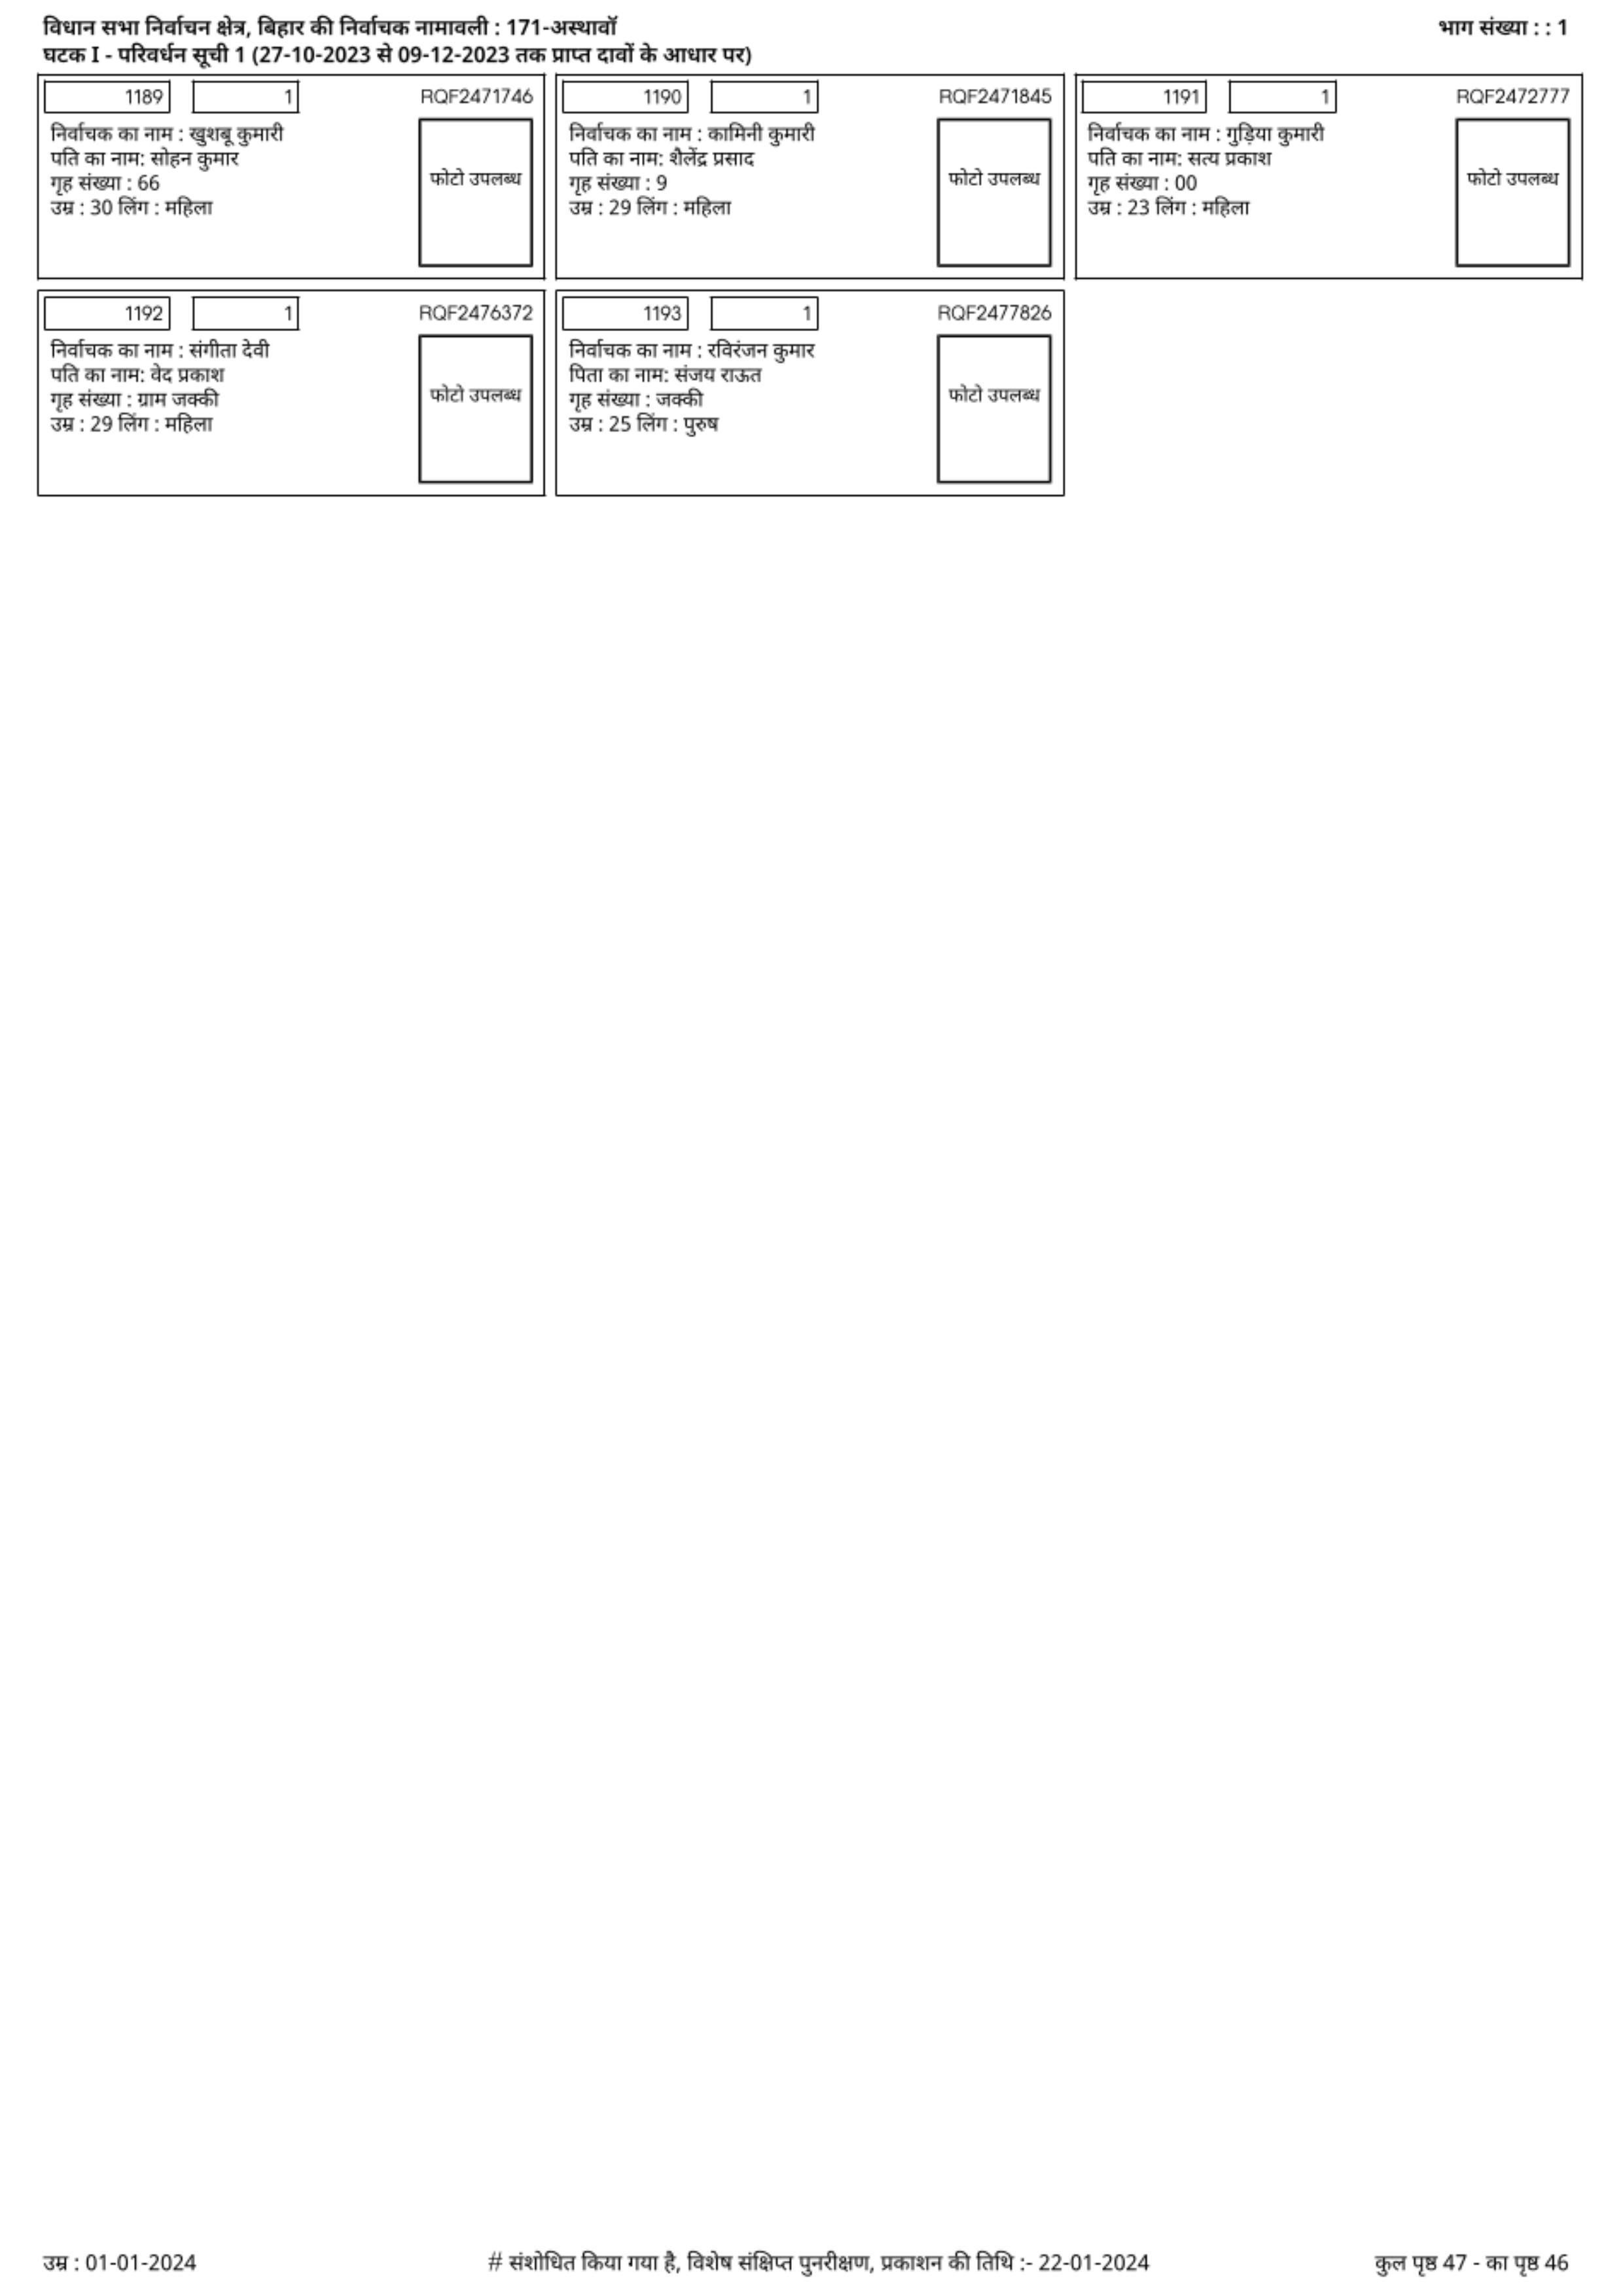 विधान सभा निर्वाचन क्षेत्र, बिहार की निर्वाचक नामावली : 171-अस्थावॉ
भाग संख्या : : 1
घटक I - परिवर्धन सूची 1 (27-10-2023 से 09-12-2023 तक प्राप्त दावों के आधार पर)
1189 1 RQF2471746
निर्वाचक का नाम : खुशबू कुमारी
पति का नाम: सोहन कुमार
गृह संख्या : 66
उम्र : 30 लिंग : महिला
फोटो उपलब्ध
1190 1 RQF2471845
निर्वाचक का नाम : कामिनी कुमारी
पति का नाम: शैलेंद्र प्रसाद
गृह संख्या : 9
उम्र : 29 लिंग : महिला
फोटो उपलब्ध
1191 1 RQF2472777
निर्वाचक का नाम : गुड़िया कुमारी
पति का नाम: सत्य प्रकाश
गृह संख्या : 00
उम्र : 23 लिंग : महिला
फोटो उपलब्ध
1192 1 RQF2476372
निर्वाचक का नाम : संगीता देवी
पति का नाम: वेद प्रकाश
गृह संख्या : ग्राम जक्की
उम्र : 29 लिंग : महिला
फोटो उपलब्ध
1193 1 RQF2477826
निर्वाचक का नाम : रविरंजन कुमार
पिता का नाम: संजय राऊत
गृह संख्या : जक्की
उम्र : 25 लिंग : पुरुष
फोटो उपलब्ध
उम्र : 01-01-2024
# संशोधित किया गया है, विशेष संक्षिप्त पुनरीक्षण, प्रकाशन की तिथि :- 22-01-2024
कुल पृष्ठ 47 - का पृष्ठ 46